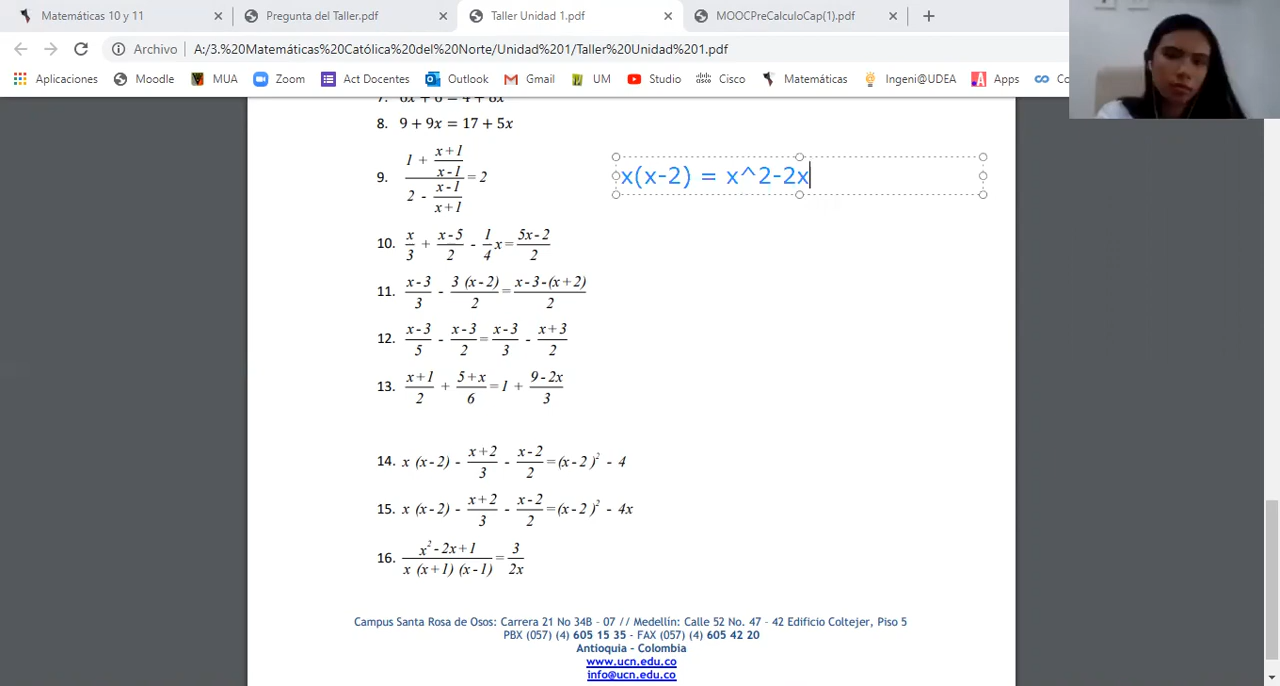 Matemáticas 10 y 11
Pregunta del Taller.pdf
Taller Unidad 1.pdf
MOOCPreCalculoCap(1).pdf
Archivo | A:/3.%20Matemáticas%20Católica%20del%20Norte/Unidad%201/Taller%20Unidad%201.pdf
Aplicaciones Moodle MUA Zoom Act Docentes Outlook Gmail UM Studio Cisco Matemáticas Ingeni@UDEA Apps Co
7. 6x + 6 = 4 + 8x
8. 9 + 9x = 17 + 5x
9. (1 + (x+1)/(x-1))/(2 - (x-1)/(x+1)) = 2
x(x-2) = x^2-2x
10. x/3 + (x-5)/2 - 1/4 x = (5x-2)/2
11. (x-3)/3 - 3 (x-2)/2 = (x-3-(x+2))/2
12. (x-3)/5 - (x-3)/2 = (x-3)/3 - (x+3)/2
13. (x+1)/2 + (5+x)/6 = 1 + (9-2x)/3
14. x (x-2) - (x+2)/3 - (x-2)/2 = (x-2)² - 4
15. x (x-2) - (x+2)/3 - (x-2)/2 = (x-2)² - 4x
16. (x²-2x+1)/(x (x+1) (x-1)) = 3/(2x)
Campus Santa Rosa de Osos: Carrera 21 No 34B - 07 // Medellín: Calle 52 No. 47 - 42 Edificio Coltejer, Piso 5
PBX (057) (4) 605 15 35 - FAX (057) (4) 605 42 20
Antioquia - Colombia
www.ucn.edu.co
info@ucn.edu.co